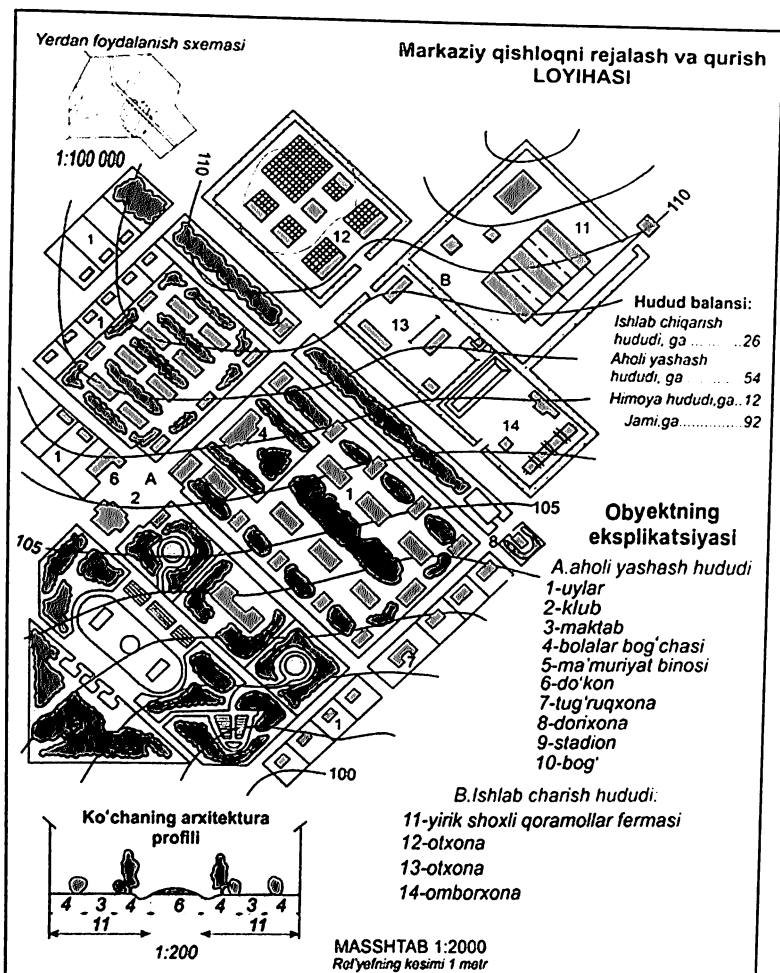 Yerdan foydalanish sxemasi
Markaziy qishloqni rejalash va qurish
LOYIHASI
1:100 000
110
12
11
110
1
B
Hudud balansi:
Ishlab chiqarish
hududi, ga ...... ..26
Aholi yashash
hududi, ga ...... 54
Himoya hududi,ga..12
Jami.ga..............92
13
1
14
4
1
1
6
A
2
105
105
8
Obyektning
eksplikatsiyasi
A.aholi yashash hududi
1-uylar
2-klub
3-maktab
4-bolalar bog‘chasi
5-ma’muriyat binosi
6-do‘kon
7-tug‘ruqxona
8-dorixona
9-stadion
10-bog‘
7
1
100
B.Ishlab charish hududi:
11-yirik shoxli qoramollar fermasi
12-otxona
13-otxona
14-omborxona
Ko‘chaning arxitektura
profili
4 3 4 6 4 3 4
11 11
1:200
MASSHTAB 1:2000
Rel’yefning kesimi 1 metr